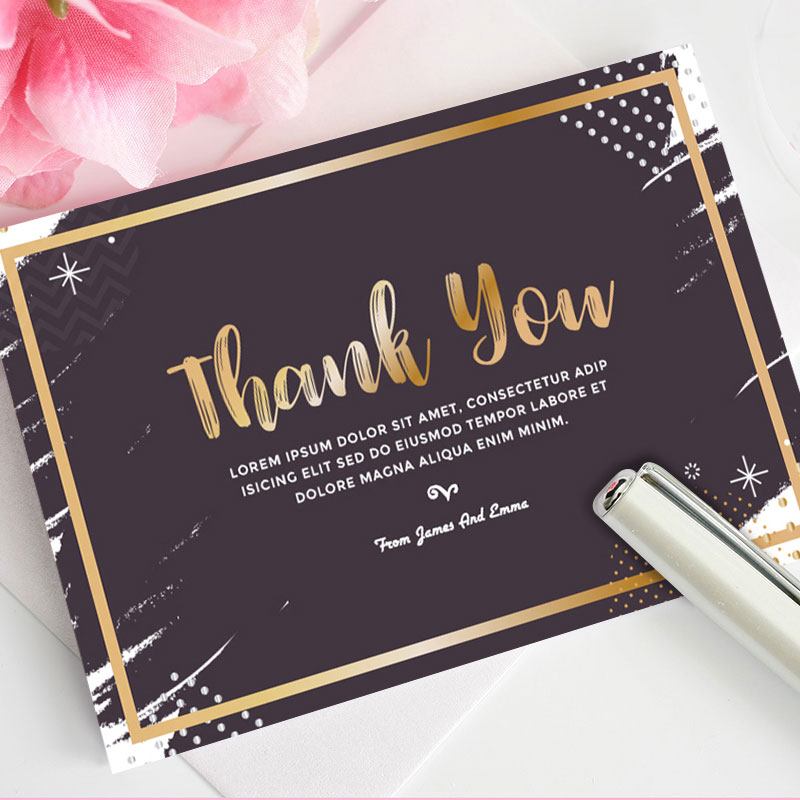 Thank You
LOREM IPSUM DOLOR SIT AMET, CONSECTETUR ADIP
ISICING ELIT SED DO EIUSMOD TEMPOR LABORE ET
DOLORE MAGNA ALIQUA ENIM MINIM.
From James And Emma